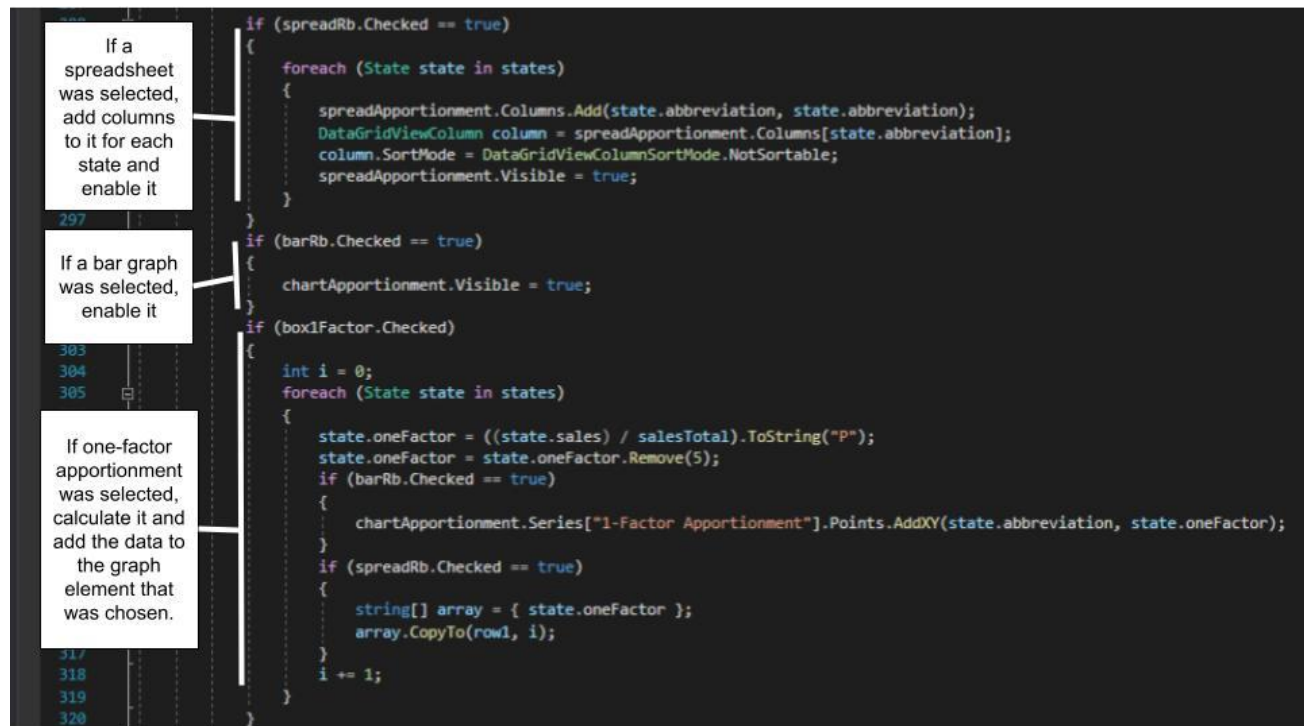 if (spreadRb.Checked == true)
{
foreach (State state in states)
{
spreadApportionment.Columns.Add(state.abbreviation, state.abbreviation);
DataGridViewColumn column = spreadApportionment.Columns[state.abbreviation];
column.SortMode = DataGridViewColumnSortMode.NotSortable;
spreadApportionment.Visible = true;
}
297 }
If a
spreadsheet
was selected,
add columns
to it for each
state and
enable it
if (barRb.Checked == true)
{
chartApportionment.Visible = true;
}
If a bar graph
was selected,
enable it
if (box1Factor.Checked)
303 {
304 int i = 0;
305 foreach (State state in states)
{
state.oneFactor = ((state.sales) / salesTotal).ToString("P");
state.oneFactor = state.oneFactor.Remove(5);
if (barRb.Checked == true)
{
chartApportionment.Series["1-Factor Apportionment"].Points.AddXY(state.abbreviation, state.oneFactor);
}
if (spreadRb.Checked == true)
{
string[] array = { state.oneFactor };
array.CopyTo(row1, i);
317 }
318 i += 1;
319 }
320 }
If one-factor
apportionment
was selected,
calculate it and
add the data to
the graph
element that
was chosen.